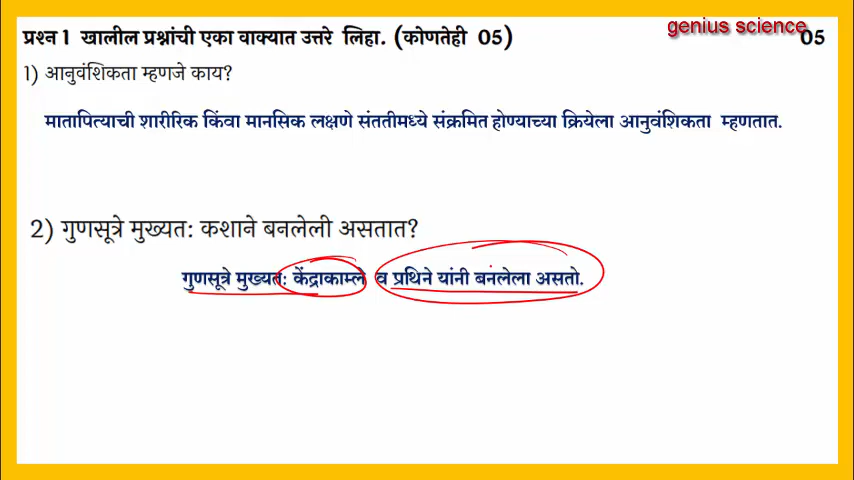 genius science
प्रश्न 1 खालील प्रश्नांची एका वाक्यात उत्तरे लिहा. (कोणतेही 05) 05
1) आनुवंशिकता म्हणजे काय?
मातापित्याची शारीरिक किंवा मानसिक लक्षणे संततीमध्ये संक्रमित होण्याच्या क्रियेला आनुवंशिकता म्हणतात.
2) गुणसूत्रे मुख्यतः कशाने बनलेली असतात?
गुणसूत्रे मुख्यतः केंद्राकाम्ले व प्रथिने यांनी बनंलेला असतो.